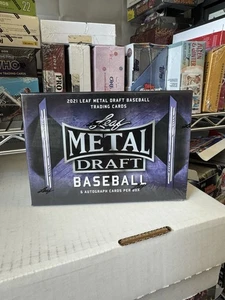 2021 LEAF METAL DRAFT BASEBALL
TRADING CARDS
Leaf
METAL
DRAFT
BASEBALL
6 AUTOGRAPH CARDS PER BOX